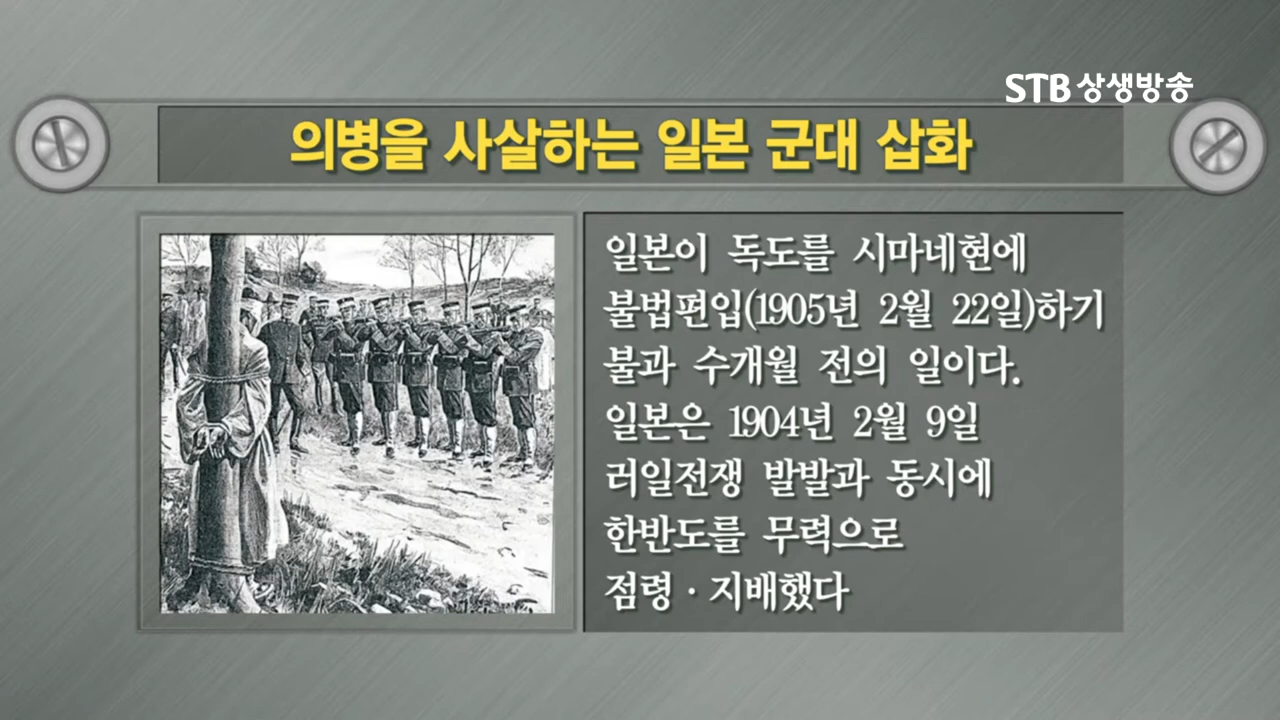 STB 상생방송
의병을 사살하는 일본 군대 삽화
일본이 독도를 시마네현에
불법편입(1905년 2월 22일)하기
불과 수개월 전의 일이다.
일본은 1904년 2월 9일
러일전쟁 발발과 동시에
한반도를 무력으로
점령·지배했다